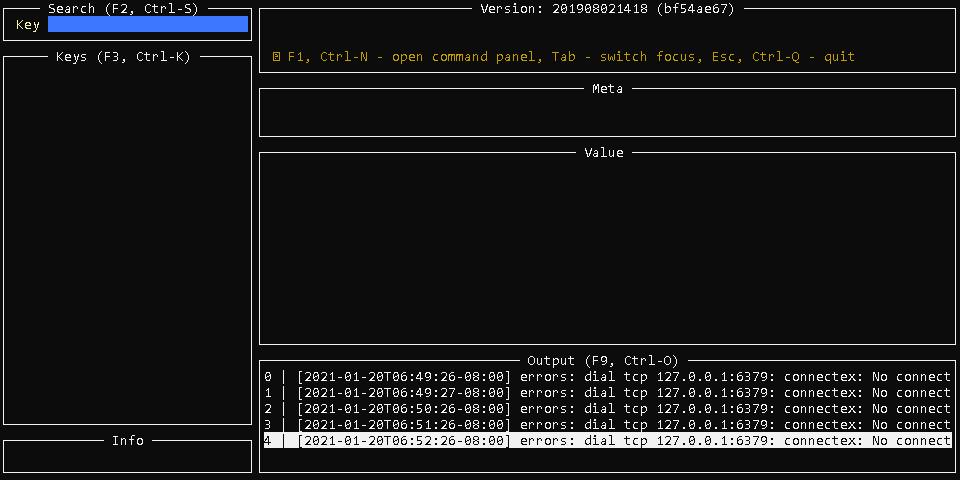 Search (F2, Ctrl-S)
Key
Keys (F3, Ctrl-K)
Info
Version: 201908021418 (bf54ae67)
F1, Ctrl-N - open command panel, Tab - switch focus, Esc, Ctrl-Q - quit
Meta
Value
Output (F9, Ctrl-O)
0 | [2021-01-20T06:49:26-08:00] errors: dial tcp 127.0.0.1:6379: connectex: No connect
1 | [2021-01-20T06:49:27-08:00] errors: dial tcp 127.0.0.1:6379: connectex: No connect
2 | [2021-01-20T06:50:26-08:00] errors: dial tcp 127.0.0.1:6379: connectex: No connect
3 | [2021-01-20T06:51:26-08:00] errors: dial tcp 127.0.0.1:6379: connectex: No connect
4 | [2021-01-20T06:52:26-08:00] errors: dial tcp 127.0.0.1:6379: connectex: No connect